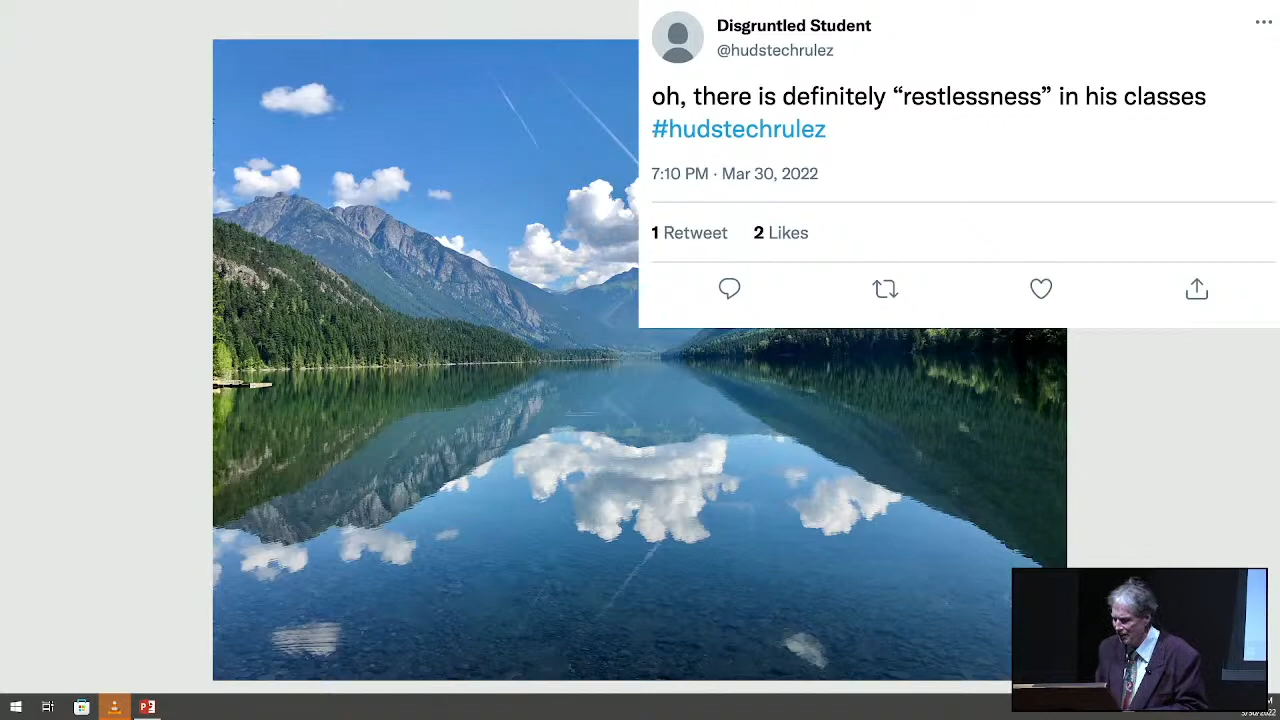 Disgruntled Student
@hudstechrulez
oh, there is definitely “restlessness” in his classes
#hudstechrulez
7:10 PM · Mar 30, 2022
1 Retweet 2 Likes